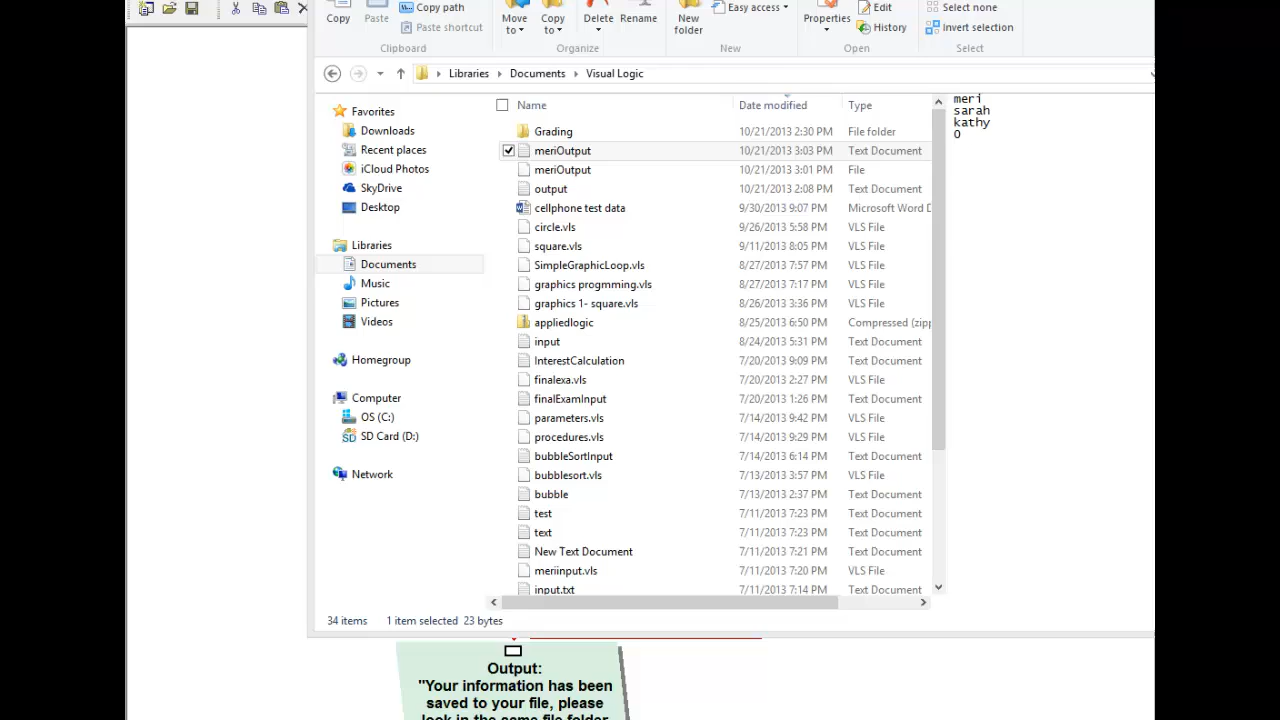 Copy path
Paste shortcut
Copy
Paste
Clipboard
Move to
Copy to
Delete
Rename
Organize
New folder
Easy access
New
Properties
Edit
History
Open
Select none
Invert selection
Select
Libraries
Documents
Visual Logic
Favorites
Downloads
Recent places
iCloud Photos
SkyDrive
Desktop
Libraries
Documents
Music
Pictures
Videos
Homegroup
Computer
OS (C:)
SD Card (D:)
Network
Name Date modified Type
Grading 10/21/2013 2:30 PM File folder
meriOutput 10/21/2013 3:03 PM Text Document
meriOutput 10/21/2013 3:01 PM File
output 10/21/2013 2:08 PM Text Document
cellphone test data 9/30/2013 9:07 PM Microsoft Word D
circle.vls 9/26/2013 5:58 PM VLS File
square.vls 9/11/2013 8:05 PM VLS File
SimpleGraphicLoop.vls 8/27/2013 7:57 PM VLS File
graphics progmming.vls 8/27/2013 7:17 PM VLS File
graphics 1- square.vls 8/26/2013 3:36 PM VLS File
appliedlogic 8/25/2013 6:50 PM Compressed (zipp
input 8/24/2013 5:31 PM Text Document
InterestCalculation 7/20/2013 9:09 PM Text Document
finalexa.vls 7/20/2013 2:27 PM VLS File
finalExamInput 7/20/2013 1:26 PM Text Document
parameters.vls 7/14/2013 9:42 PM VLS File
procedures.vls 7/14/2013 9:29 PM VLS File
bubbleSortInput 7/14/2013 6:14 PM Text Document
bubblesort.vls 7/13/2013 3:57 PM VLS File
bubble 7/13/2013 2:37 PM Text Document
test 7/11/2013 7:23 PM Text Document
text 7/11/2013 7:23 PM Text Document
New Text Document 7/11/2013 7:21 PM Text Document
meriinput.vls 7/11/2013 7:20 PM VLS File
input.txt 7/11/2013 7:14 PM Text Document
meri
sarah
kathy
0
34 items 1 item selected 23 bytes
Output:
"Your information has been
saved to your file, please
look in the same file folder